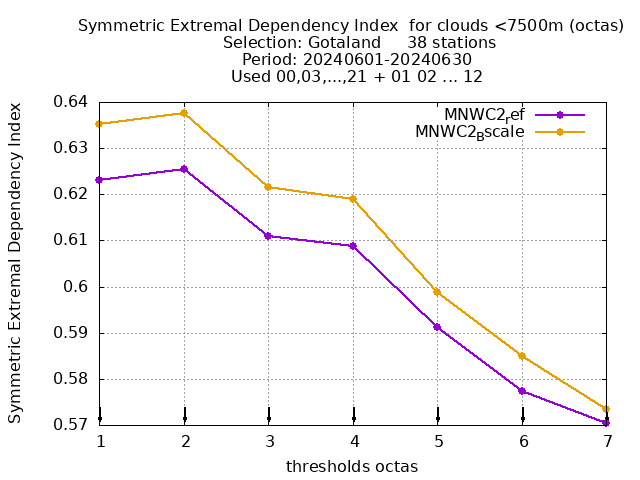 Symmetric Extremal Dependency Index  for clouds <7500m (octas)
Selection: Gotaland     38 stations
Period: 20240601-20240630
Used 00,03,...,21 + 01 02 ... 12
MNWC2ref
MNWC2Bscale
Symmetric Extremal Dependency Index
0.64
0.63
0.62
0.61
0.6
0.59
0.58
0.57
1 2 3 4 5 6 7
thresholds octas